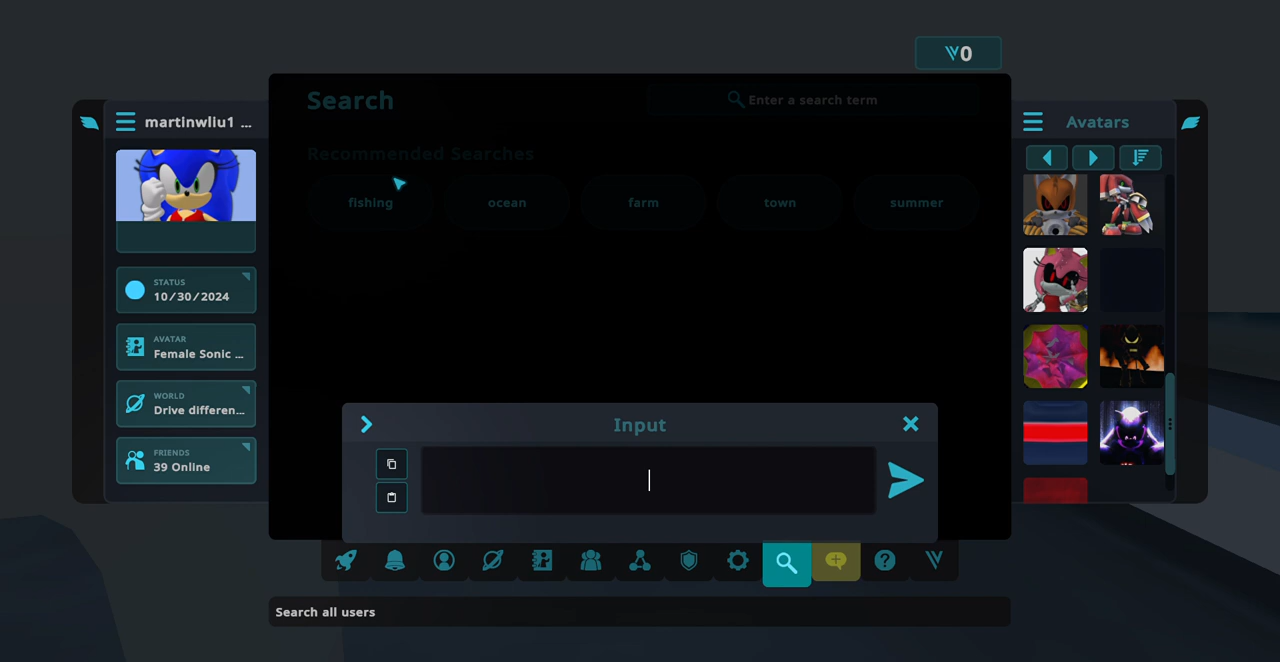 0
Search
Enter a search term
martinwliu1 ...
Avatars
Recommended Searches
fishing
ocean
farm
town
summer
STATUS
10/30/2024
AVATAR
Female Sonic ...
WORLD
Drive differen...
FRIENDS
39 Online
Input
Search all users